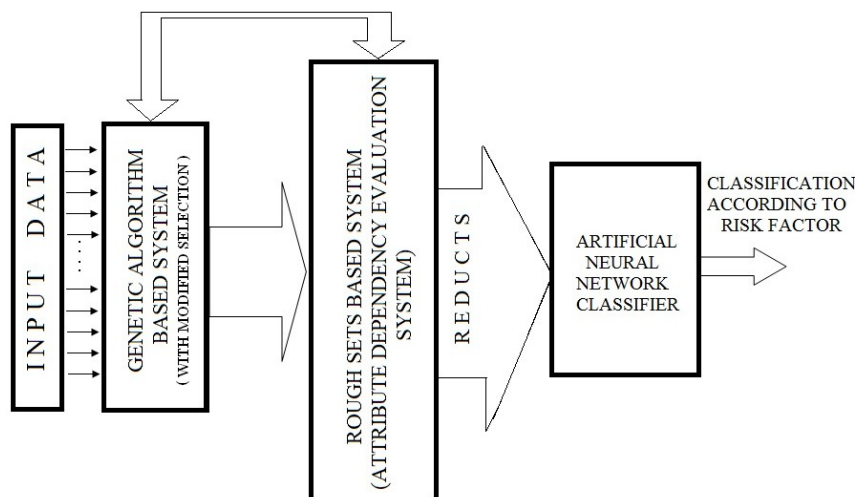 INPUT DATA
GENETIC ALGORITHM
BASED SYSTEM
( WITH MODIFIED SELECTION )
ROUGH SETS BASED SYSTEM
(ATTRIBUTE DEPENDENCY EVALUATION
SYSTEM)
REDUCTS
ARTIFICIAL
NEURAL
NETWORK
CLASSIFIER
CLASSIFICATION
ACCORDING TO
RISK FACTOR